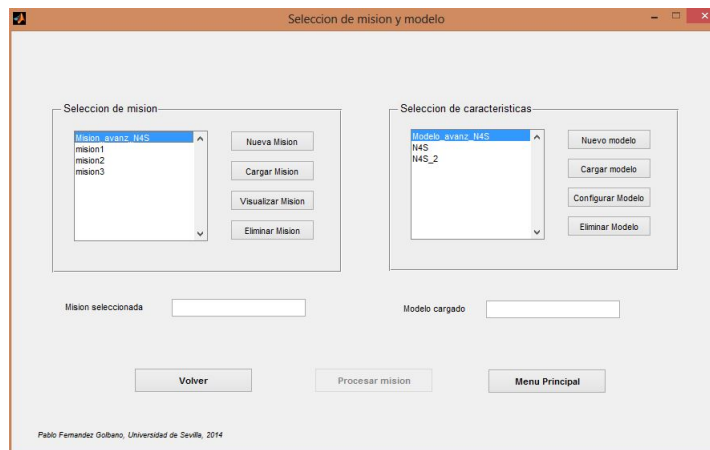 Seleccion de mision y modelo
Seleccion de mision
Mision_avanz_N4S
mision1
mision2
mision3
Nueva Mision
Cargar Mision
Visualizar Mision
Eliminar Mision
Seleccion de caracteristicas
Modelo_avanz_N4S
N4S
N4S_2
Nuevo modelo
Cargar modelo
Configurar Modelo
Eliminar Modelo
Mision seleccionada
Modelo cargado
Volver
Procesar mision
Menu Principal
Pablo Fernandez Golbano, Universidad de Sevilla, 2014